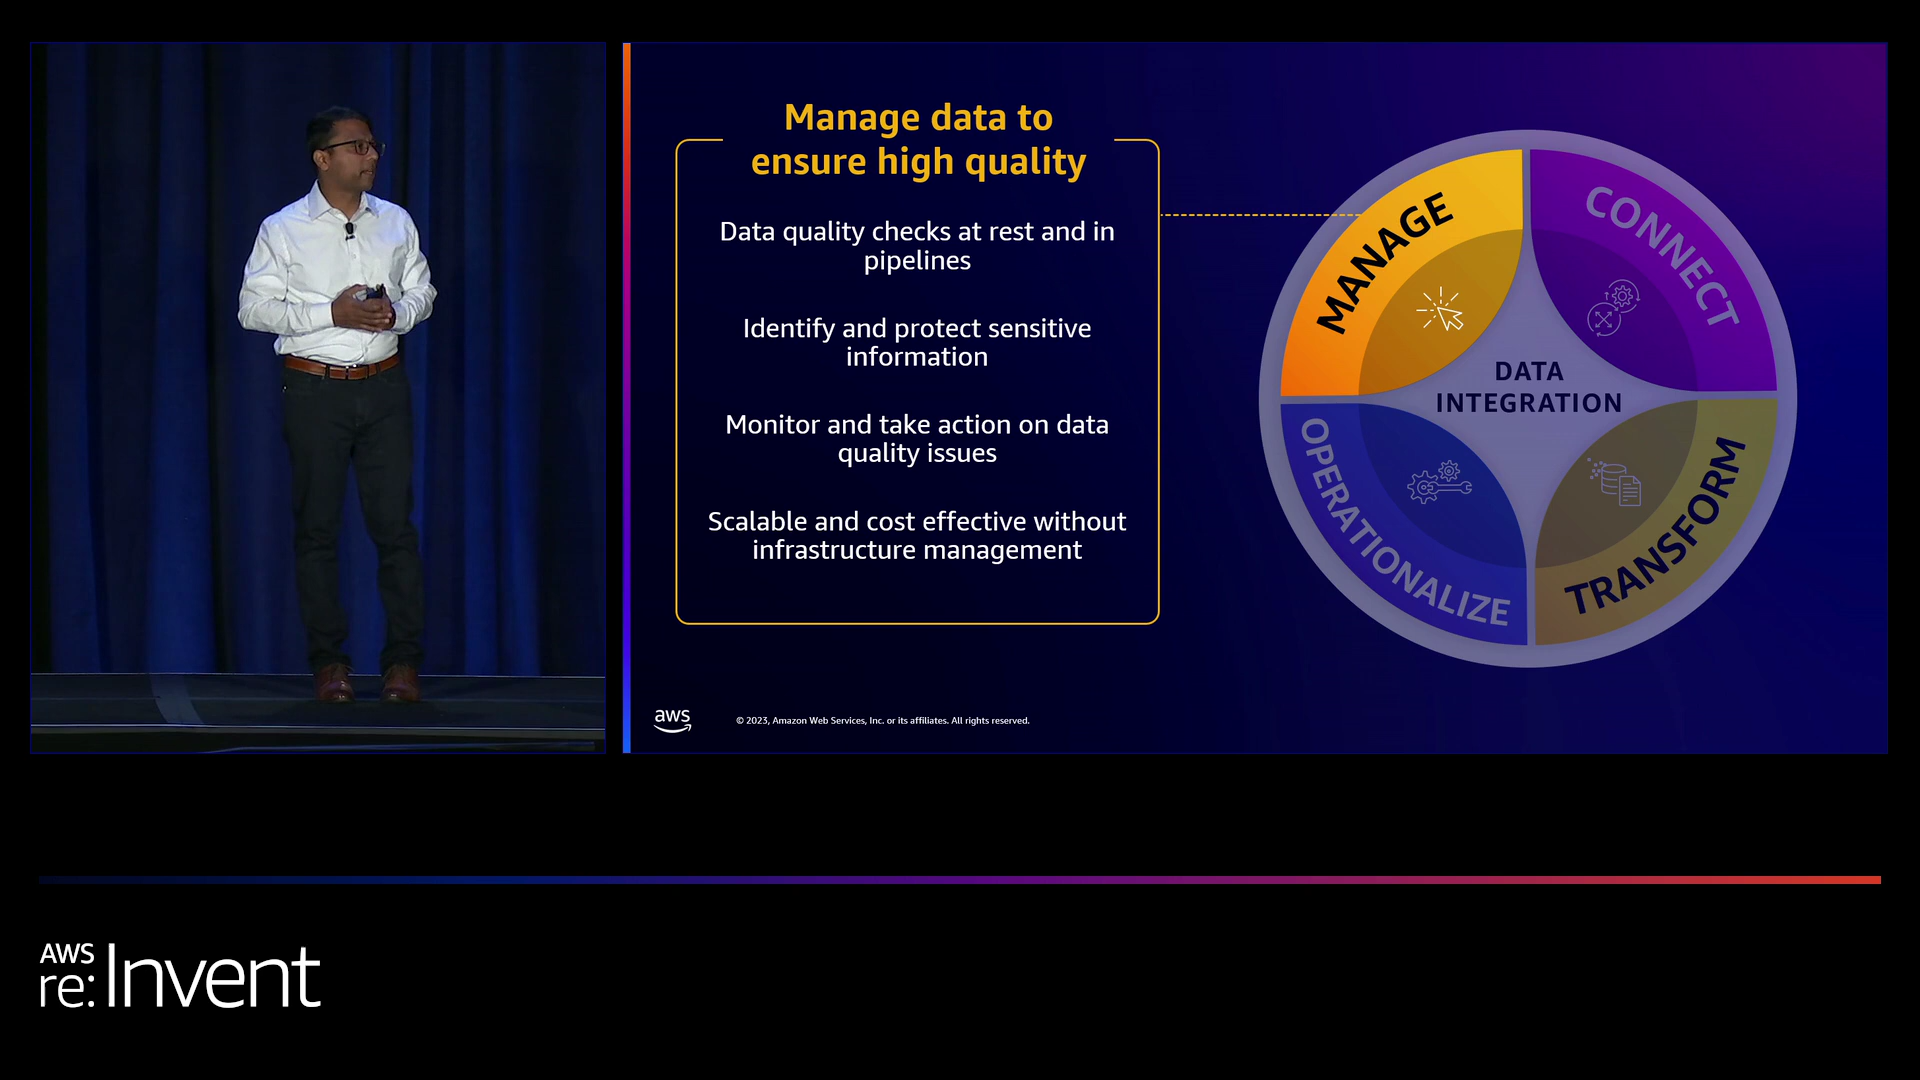 Manage data to
ensure high quality
Data quality checks at rest and in
pipelines
Identify and protect sensitive
information
Monitor and take action on data
quality issues
Scalable and cost effective without
infrastructure management
MANAGE
CONNECT
DATA
INTEGRATION
OPERATIONALIZE
TRANSFORM
aws
© 2023, Amazon Web Services, Inc. or its affiliates. All rights reserved.
AWS
re:Invent